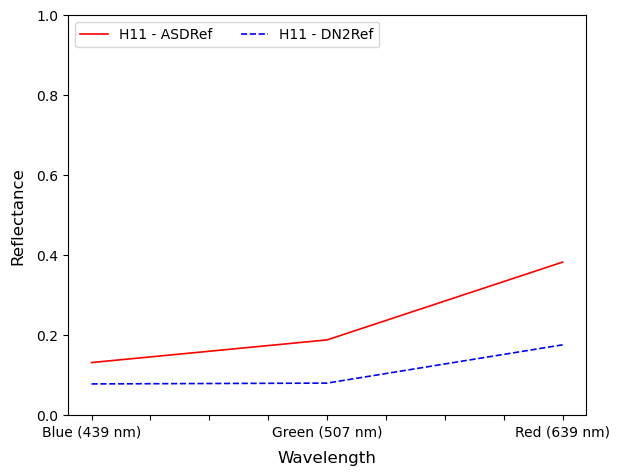 H11 - ASDRef
H11 - DN2Ref
Reflectance
1.0
0.8
0.6
0.4
0.2
0.0
Blue (439 nm)
Green (507 nm)
Red (639 nm)
Wavelength